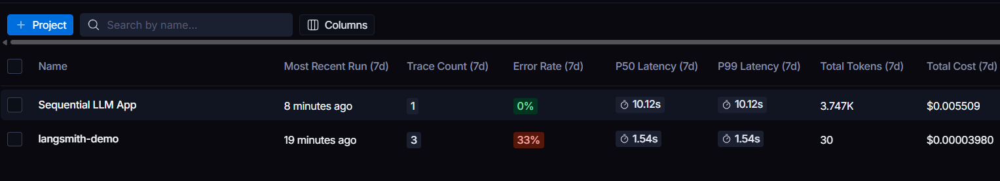 + Project Search by name... Columns
Name Most Recent Run (7d) Trace Count (7d) Error Rate (7d) P50 Latency (7d) P99 Latency (7d) Total Tokens (7d) Total Cost (7d)
Sequential LLM App 8 minutes ago 1 0% 10.12s 10.12s 3.747K $0.005509
langsmith-demo 19 minutes ago 3 33% 1.54s 1.54s 30 $0.00003980